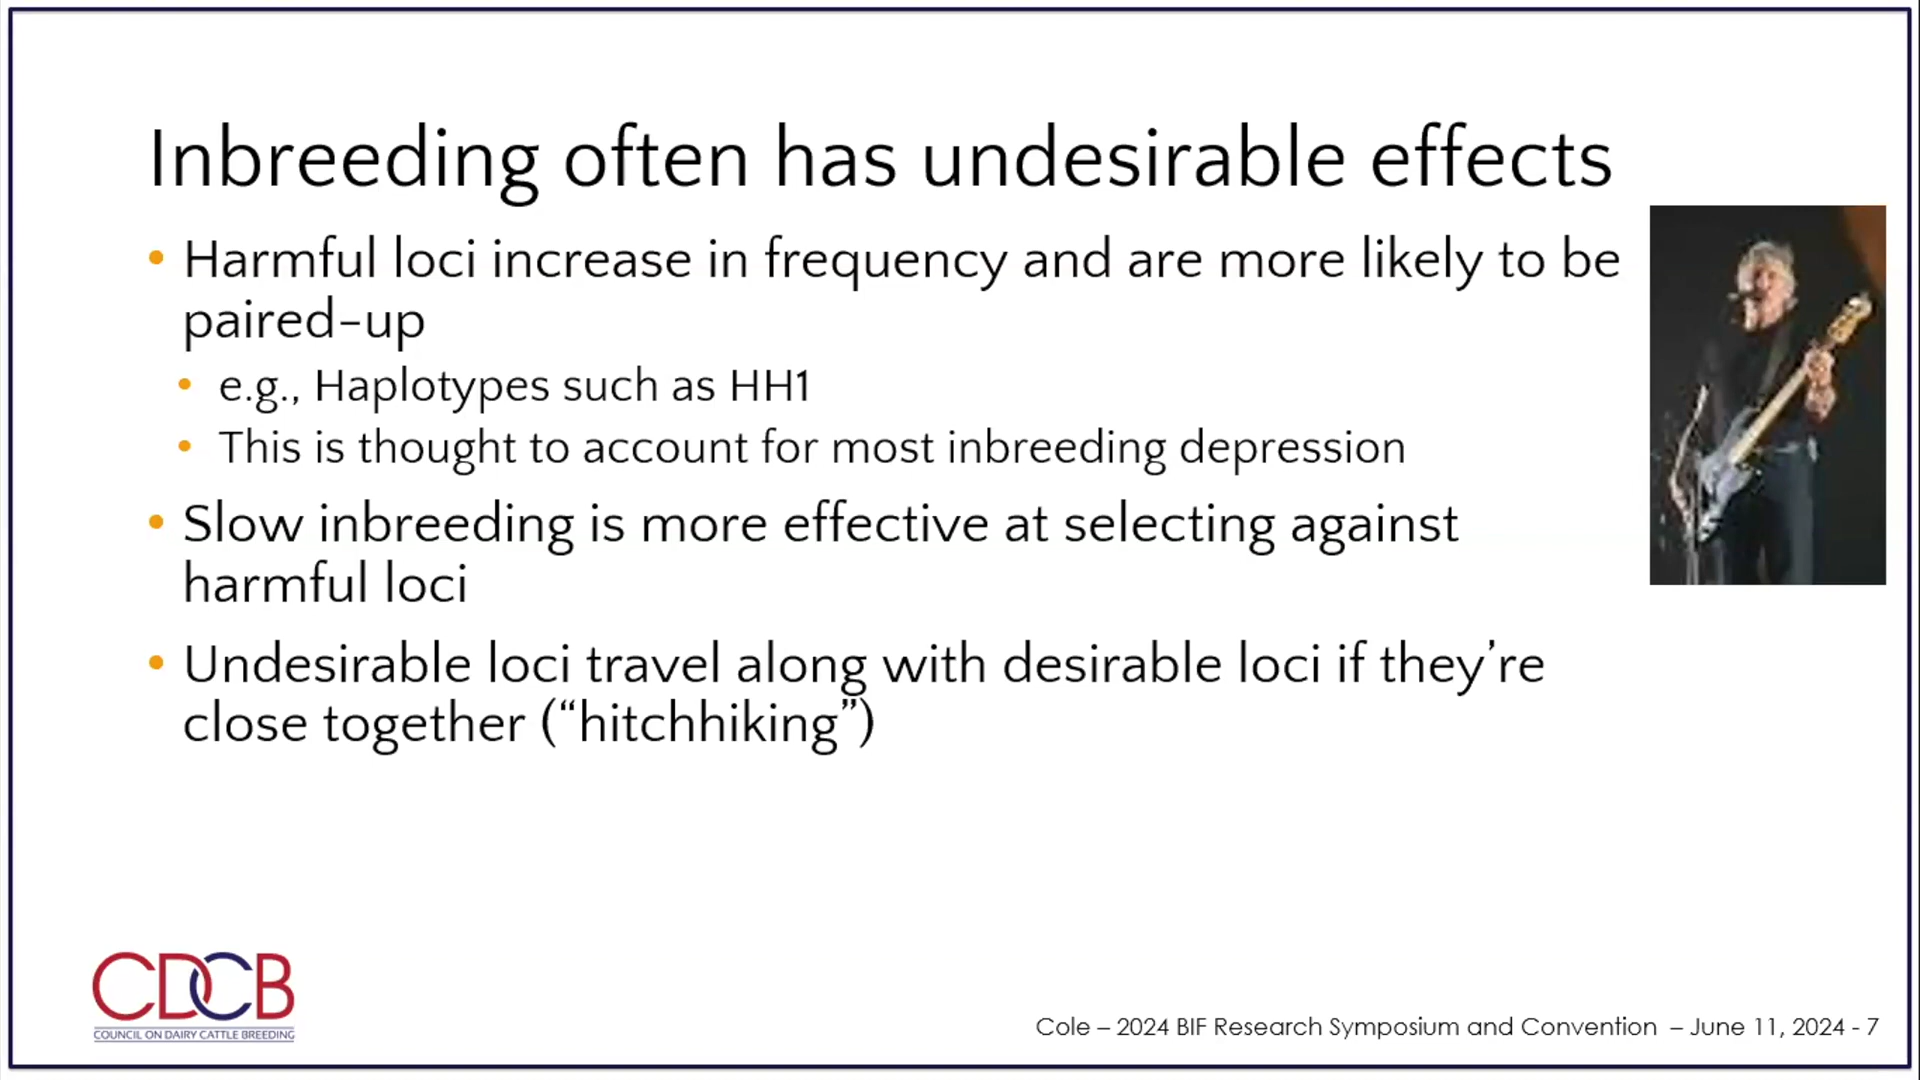 Inbreeding often has undesirable effects
• Harmful loci increase in frequency and are more likely to be
paired-up
• e.g., Haplotypes such as HH1
• This is thought to account for most inbreeding depression
• Slow inbreeding is more effective at selecting against
harmful loci
• Undesirable loci travel along with desirable loci if they’re
close together (“hitchhiking”)
CDCB
COUNCIL ON DAIRY CATTLE BREEDING
Cole – 2024 BIF Research Symposium and Convention – June 11, 2024 - 7